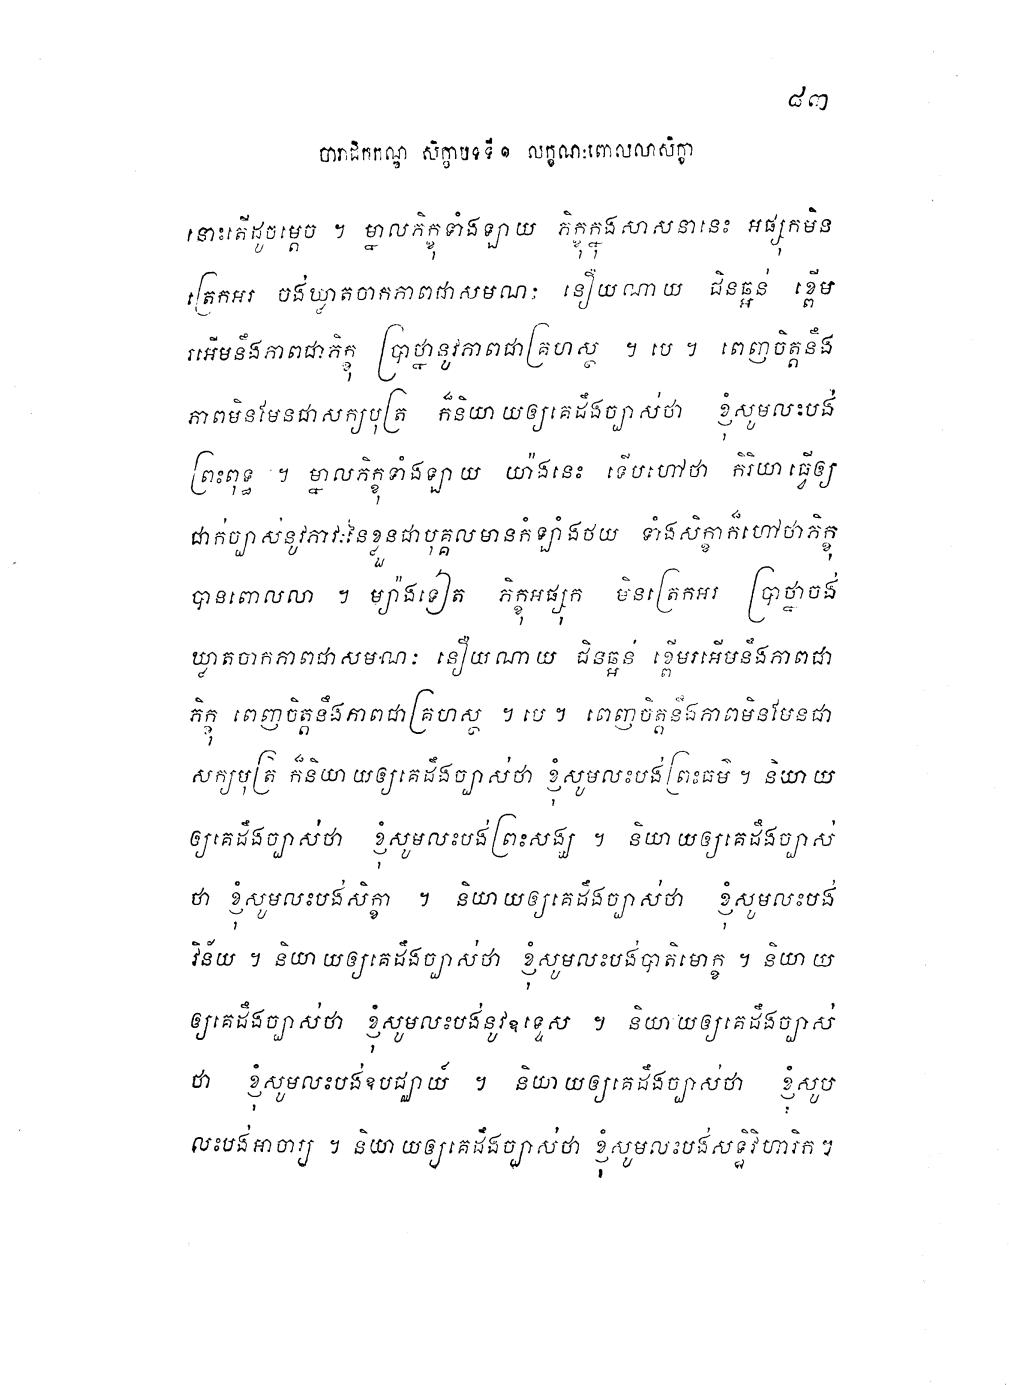 ៨៣
បារាជិកកណ្ឌ សិក្ខាបទទី ១ លក្ខណៈពោលលាសិក្ខា
នោះតើដូចម្តេច ។ ម្នាលភិក្ខុទាំងឡាយ ភិក្ខុក្នុងសាសនានេះ អផ្សុកមិន
ត្រេកអរ ចង់ឃ្លាតចាកភាពជាសមណៈ នឿយណាយ ជិនឆ្អន់ ខ្ពើម
រអើមនឹងភាពជាភិក្ខុ ប្រាថ្នានូវភាពជាគ្រហស្ថ ។ បេ ។ ពេញចិត្តនឹង
ភាពមិនមែនជាសក្យបុត្រ ក៏និយាយឲ្យគេដឹងច្បាស់ថា ខ្ញុំសូមលះបង់
ព្រះពុទ្ធ ។ ម្នាលភិក្ខុទាំងឡាយ យ៉ាងនេះ ទើបហៅថា កិរិយាធ្វើឲ្យ
ជាក់ច្បាស់នូវភាវៈនៃខ្លួនជាបុគ្គលមានកំឡាំងថយ ទាំងសិក្ខាក៏ហៅថាភិក្ខុ
បានពោលលា ។ ម្យ៉ាងទៀត ភិក្ខុអផ្សុក មិនត្រេកអរ ប្រាថ្នាចង់
ឃ្លាតចាកភាពជាសមណៈ នឿយណាយ ជិនឆ្អន់ ខ្ពើមរអើមនឹងភាពជា
ភិក្ខុ ពេញចិត្តនឹងភាពជាគ្រហស្ថ ។ បេ ។ ពេញចិត្តនឹងភាពមិនមែនជា
សក្យបុត្រ ក៏និយាយឲ្យគេដឹងច្បាស់ថា ខ្ញុំសូមលះបង់ព្រះធម៌ ។ និយាយ
ឲ្យគេដឹងច្បាស់ថា ខ្ញុំសូមលះបង់ព្រះសង្ឃ ។ និយាយឲ្យគេដឹងច្បាស់
ថា ខ្ញុំសូមលះបង់សិក្ខា ។ និយាយឲ្យគេដឹងច្បាស់ថា ខ្ញុំសូមលះបង់
វិន័យ ។ និយាយឲ្យគេដឹងច្បាស់ថា ខ្ញុំសូមលះបង់បាតិមោក្ខ ។ និយាយ
ឲ្យគេដឹងច្បាស់ថា ខ្ញុំសូមលះបង់នូវឧទ្ទេស ។ និយាយឲ្យគេដឹងច្បាស់
ថា ខ្ញុំសូមលះបង់ឧបជ្ឈាយ៍ ។ និយាយឲ្យគេដឹងច្បាស់ថា ខ្ញុំសូម
លះបង់អាចារ្យ ។ និយាយឲ្យគេដឹងច្បាស់ថា ខ្ញុំសូមលះបង់សទ្ធិវិហារិក ។